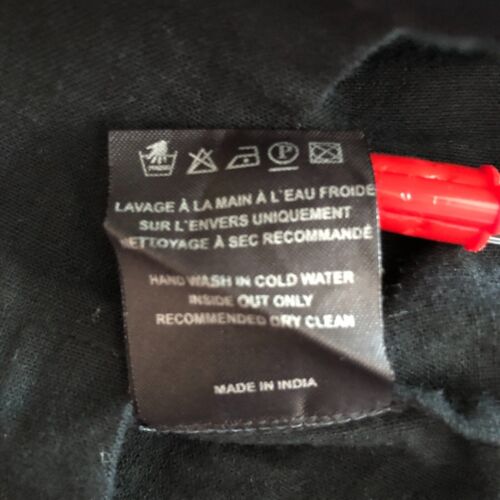 P
LAVAGE À LA MAIN À L'EAU FROIDE
SUR L'ENVERS UNIQUEMENT
NETTOYAGE À SEC RECOMMANDÉ
HAND WASH IN COLD WATER
INSIDE OUT ONLY
RECOMMENDED DRY CLEAN
MADE IN INDIA